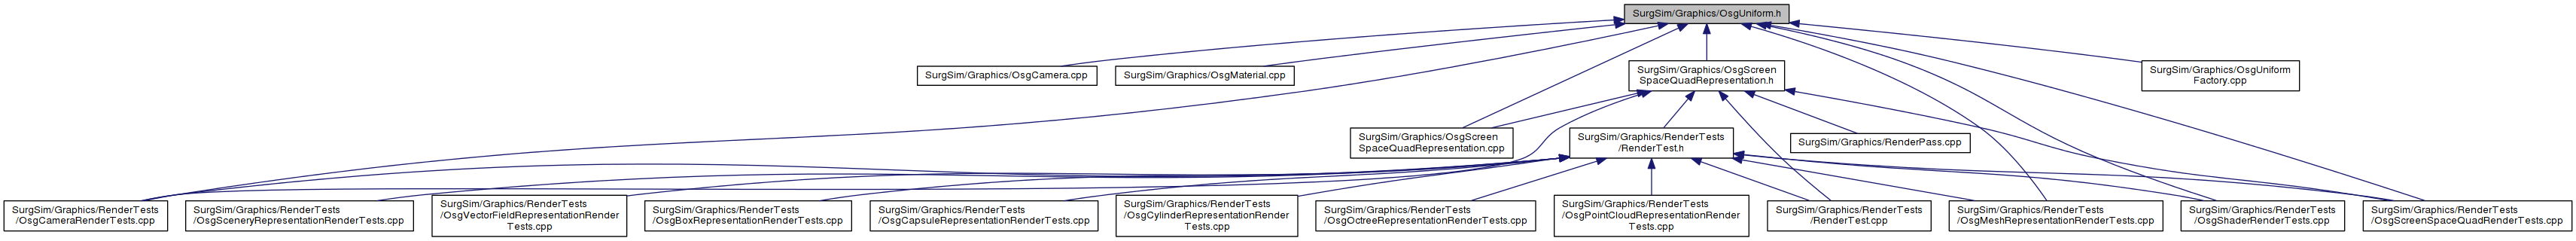 SurgSim/Graphics/OsgUniform.h
SurgSim/Graphics/OsgCamera.cpp
SurgSim/Graphics/OsgMaterial.cpp
SurgSim/Graphics/OsgScreen
SpaceQuadRepresentation.h
SurgSim/Graphics/OsgUniform
Factory.cpp
SurgSim/Graphics/OsgScreen
SpaceQuadRepresentation.cpp
SurgSim/Graphics/RenderTests
/RenderTest.h
SurgSim/Graphics/RenderPass.cpp
SurgSim/Graphics/RenderTests
/OsgCameraRenderTests.cpp
SurgSim/Graphics/RenderTests
/OsgSceneryRepresentationRenderTests.cpp
SurgSim/Graphics/RenderTests
/OsgVectorFieldRepresentationRender
Tests.cpp
SurgSim/Graphics/RenderTests
/OsgBoxRepresentationRenderTests.cpp
SurgSim/Graphics/RenderTests
/OsgCapsuleRepresentationRenderTests.cpp
SurgSim/Graphics/RenderTests
/OsgCylinderRepresentationRender
Tests.cpp
SurgSim/Graphics/RenderTests
/OsgOctreeRepresentationRenderTests.cpp
SurgSim/Graphics/RenderTests
/OsgPointCloudRepresentationRender
Tests.cpp
SurgSim/Graphics/RenderTests
/RenderTest.cpp
SurgSim/Graphics/RenderTests
/OsgMeshRepresentationRenderTests.cpp
SurgSim/Graphics/RenderTests
/OsgShaderRenderTests.cpp
SurgSim/Graphics/RenderTests
/OsgScreenSpaceQuadRenderTests.cpp